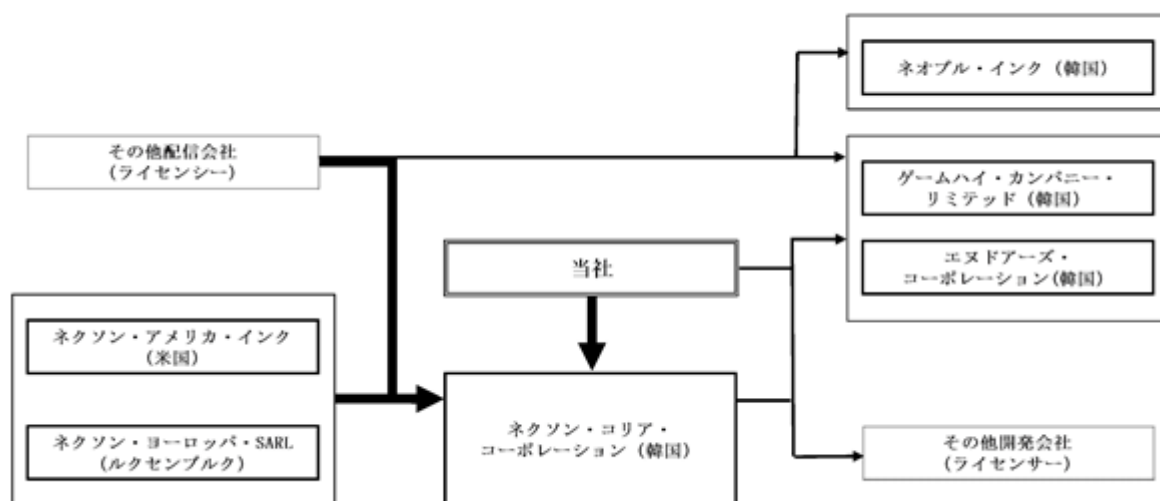 ネオプル・インク（韓国）
その他配信会社
（ライセンシー）
ゲームハイ・カンパニー・
リミテッド（韓国）
当社
エヌドアーズ・
コーポレーション(韓国）
ネクソン・アメリカ・インク
（米国）
ネクソン・コリア・
コーポレーション（韓国）
ネクソン・ヨーロッパ・SARL
（ルクセンブルク）
その他開発会社
（ライセンサー）